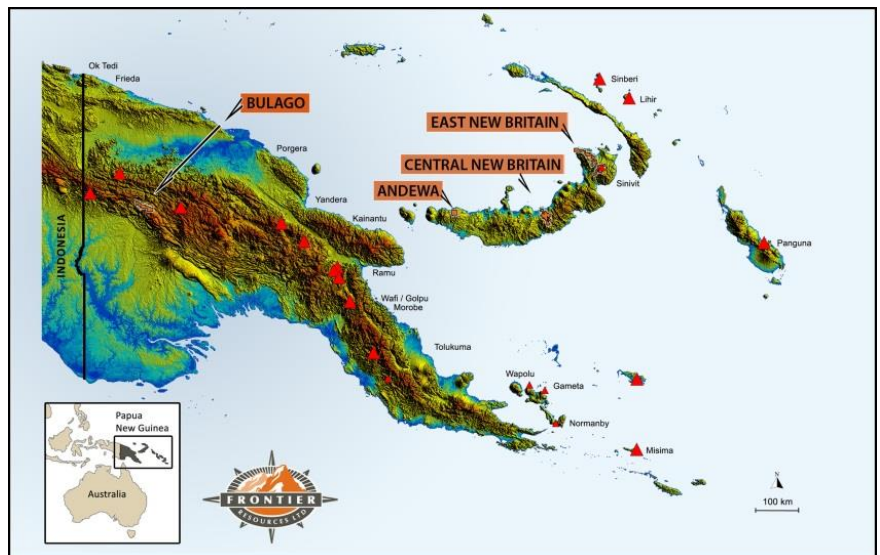 Ok Tedi
Frieda
BULAGO
Porgera
Yandera
Kainantu
Ramu
Wafi / Golpu
Morobe
Tolukuma
INDONESIA
Sinberi
Lihir
EAST NEW BRITAIN
CENTRAL NEW BRITAIN
ANDEWA
Sinivit
Panguna
Wapolu
Gameta
Normanby
Misima
Papua
New Guinea
Australia
FRONTIER
RESOURCES LTD
N
100 km